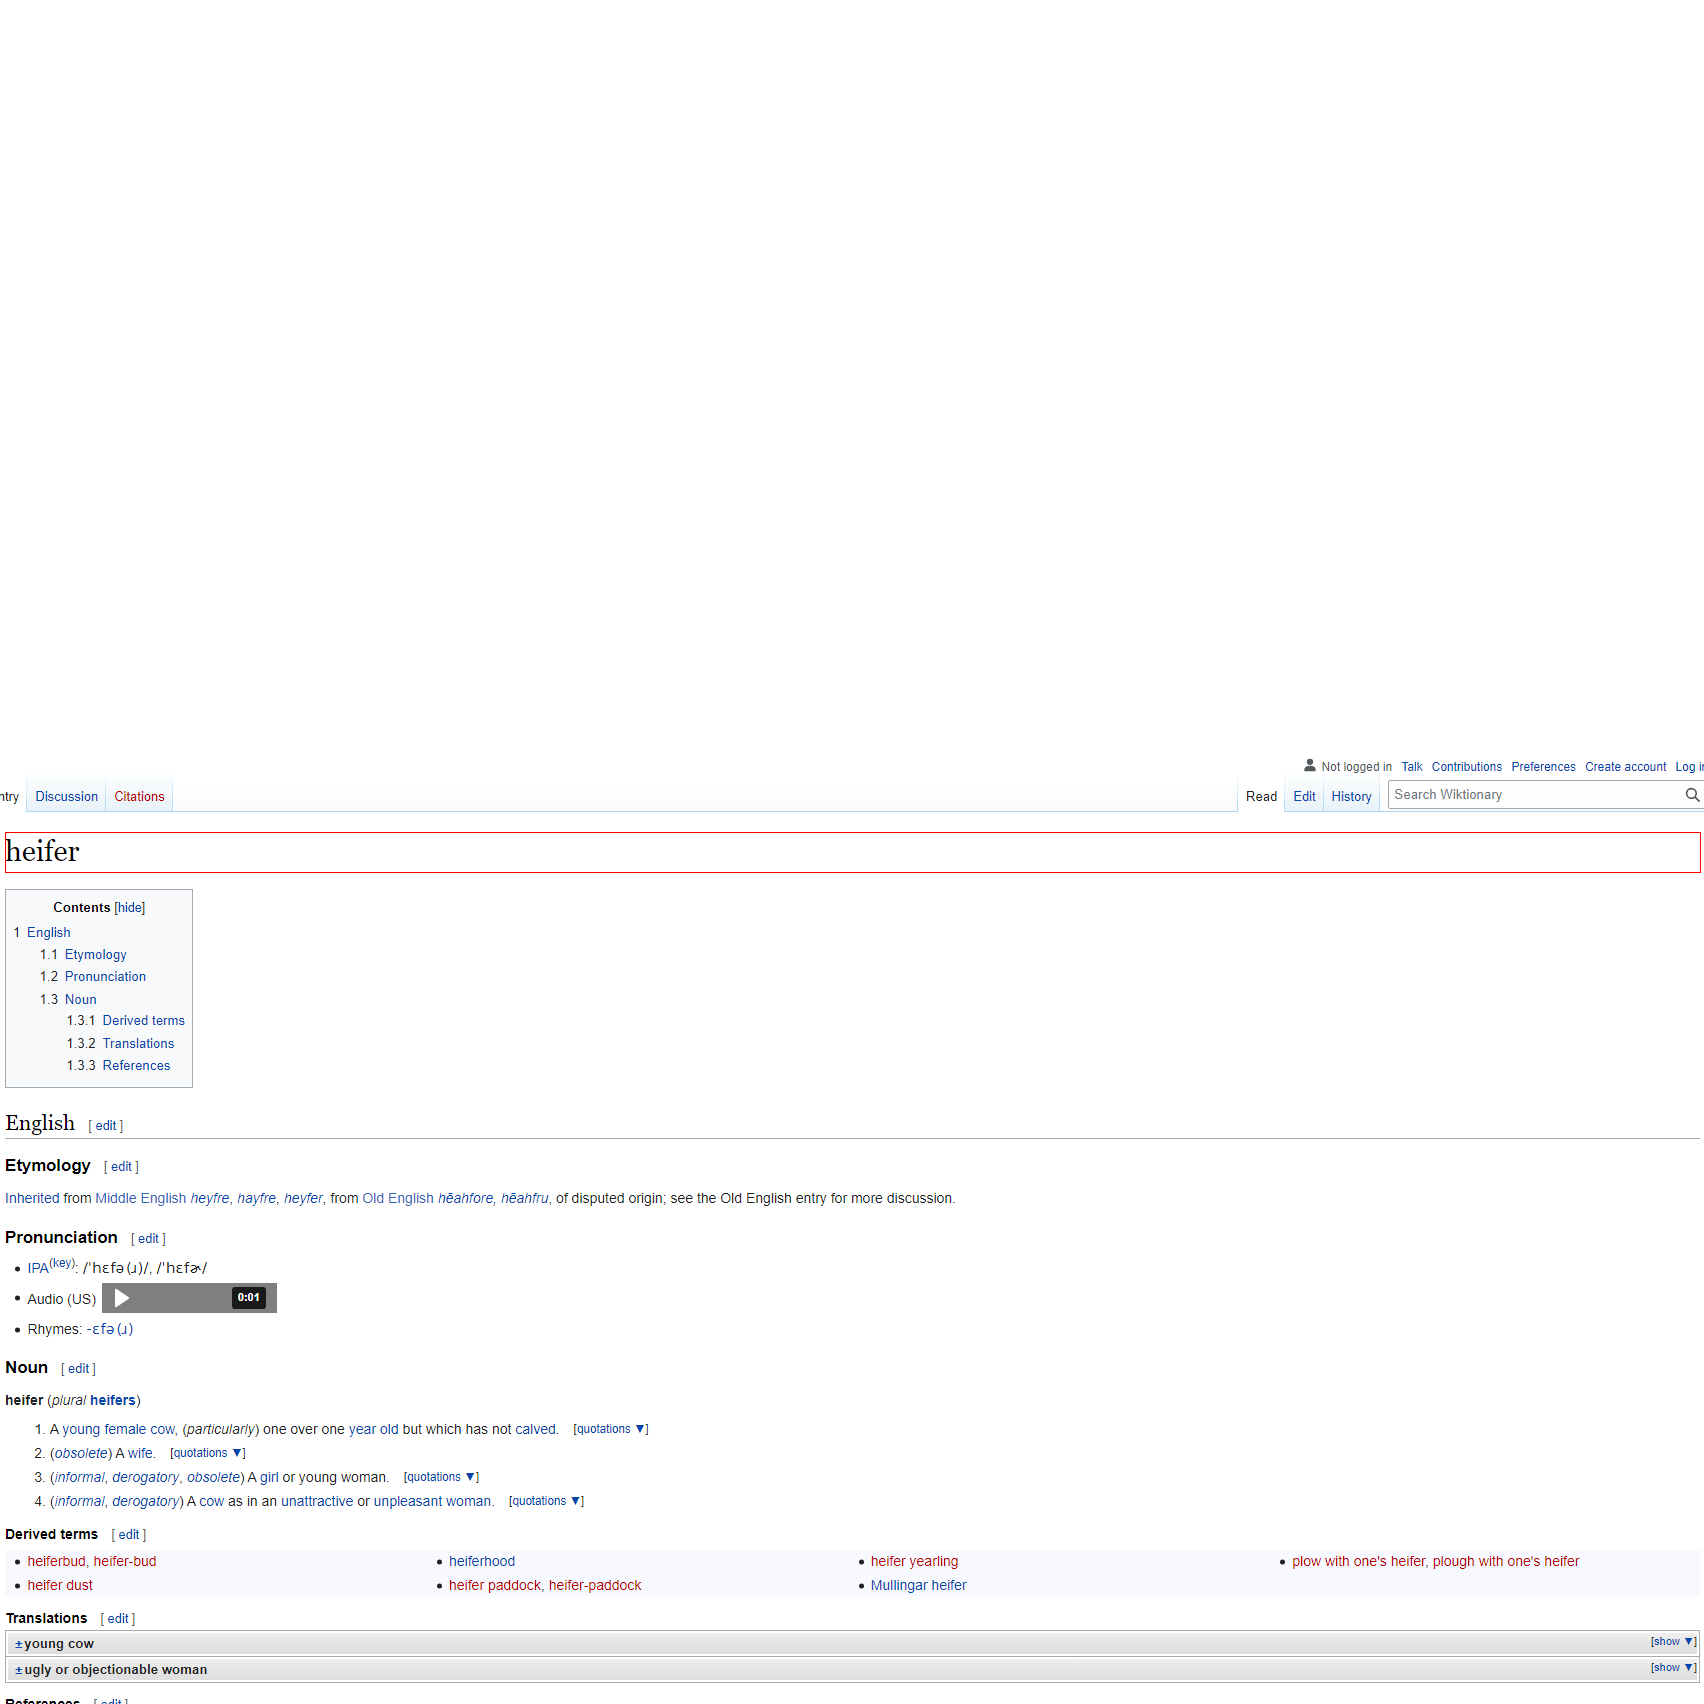 Not logged in Talk Contributions Preferences Create account Log in
ntry Discussion Citations Read Edit History Search Wiktionary
heifer
Contents [hide]
1 English
1.1 Etymology
1.2 Pronunciation
1.3 Noun
1.3.1 Derived terms
1.3.2 Translations
1.3.3 References
English [ edit ]
Etymology [ edit ]
Inherited from Middle English heyfre, hayfre, heyfer, from Old English hēahfore, hēahfru, of disputed origin; see the Old English entry for more discussion.
Pronunciation [ edit ]
• IPA(key): /ˈhɛfə(ɹ)/, /ˈhɛfɚ/
• Audio (US) 0:01
• Rhymes: -ɛfə(ɹ)
Noun [ edit ]
heifer (plural heifers)
1. A young female cow, (particularly) one over one year old but which has not calved. [quotations ▼]
2. (obsolete) A wife. [quotations ▼]
3. (informal, derogatory, obsolete) A girl or young woman. [quotations ▼]
4. (informal, derogatory) A cow as in an unattractive or unpleasant woman. [quotations ▼]
Derived terms [ edit ]
• heiferbud, heifer-bud • heiferhood • heifer yearling • plow with one's heifer, plough with one's heifer
• heifer dust • heifer paddock, heifer-paddock • Mullingar heifer
Translations [ edit ]
±young cow [show ▼]
±ugly or objectionable woman [show ▼]
References [ edit ]